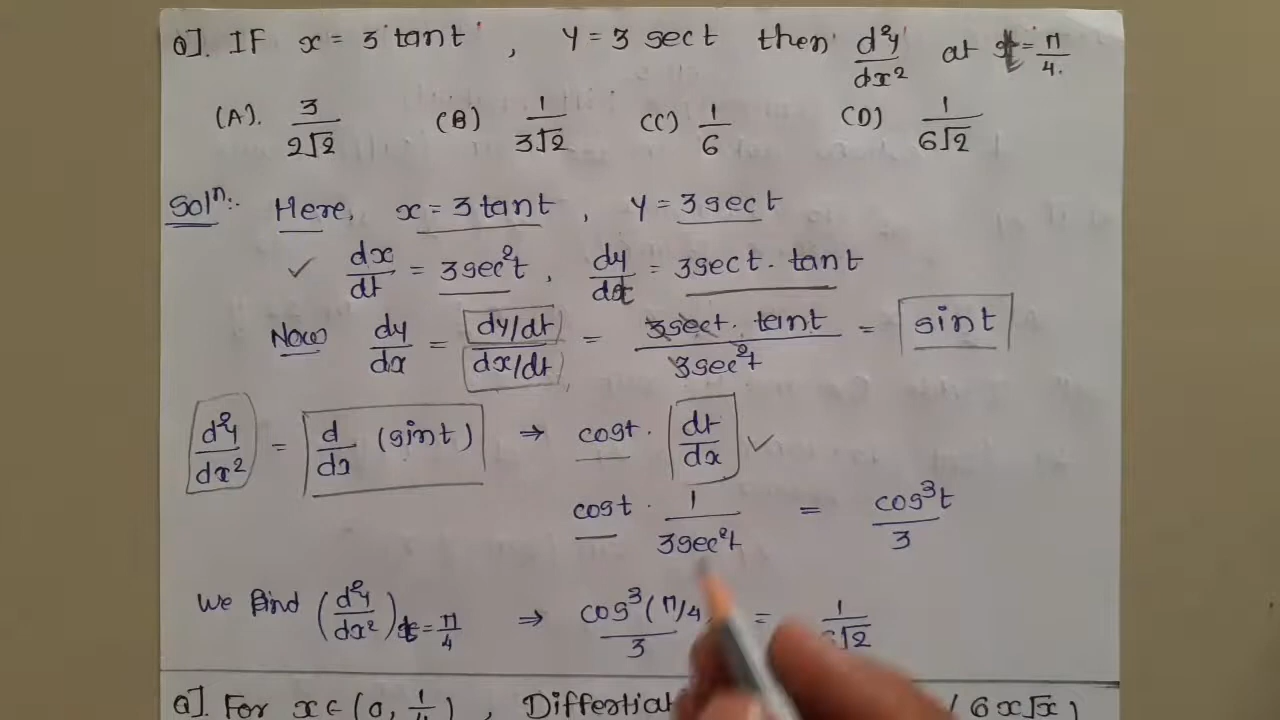 Q]. IF x = 3 tant , y = 3 sect then d²y/dx² at t = π/4.
(A). 3/2√2 (B) 1/3√2 (C) 1/6 (D) 1/6√2
Solⁿ:- Here, x = 3 tant , y = 3 sect
✓ dx/dt = 3sec²t , dy/dt = 3sect · tant
Now dy/dx = dy/dt / dx/dt = 3sect · tant / 3sec²t = sint
d²y/dx² = d/dx (sint) ⇒ cost · dt/dx ✓
cost · 1/3sec²t = cos³t/3
We find (d²y/dx²) t = π/4 ⇒ cos³(π/4 /3 = 1/√2
Q]. For x ∈ (0, 1/ ) , (6x√x)